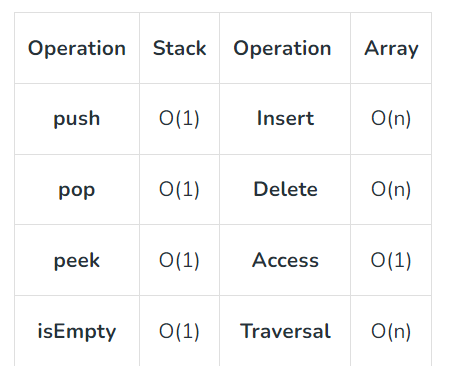 Operation Stack Operation Array
push O(1) Insert O(n)
pop O(1) Delete O(n)
peek O(1) Access O(1)
isEmpty O(1) Traversal O(n)